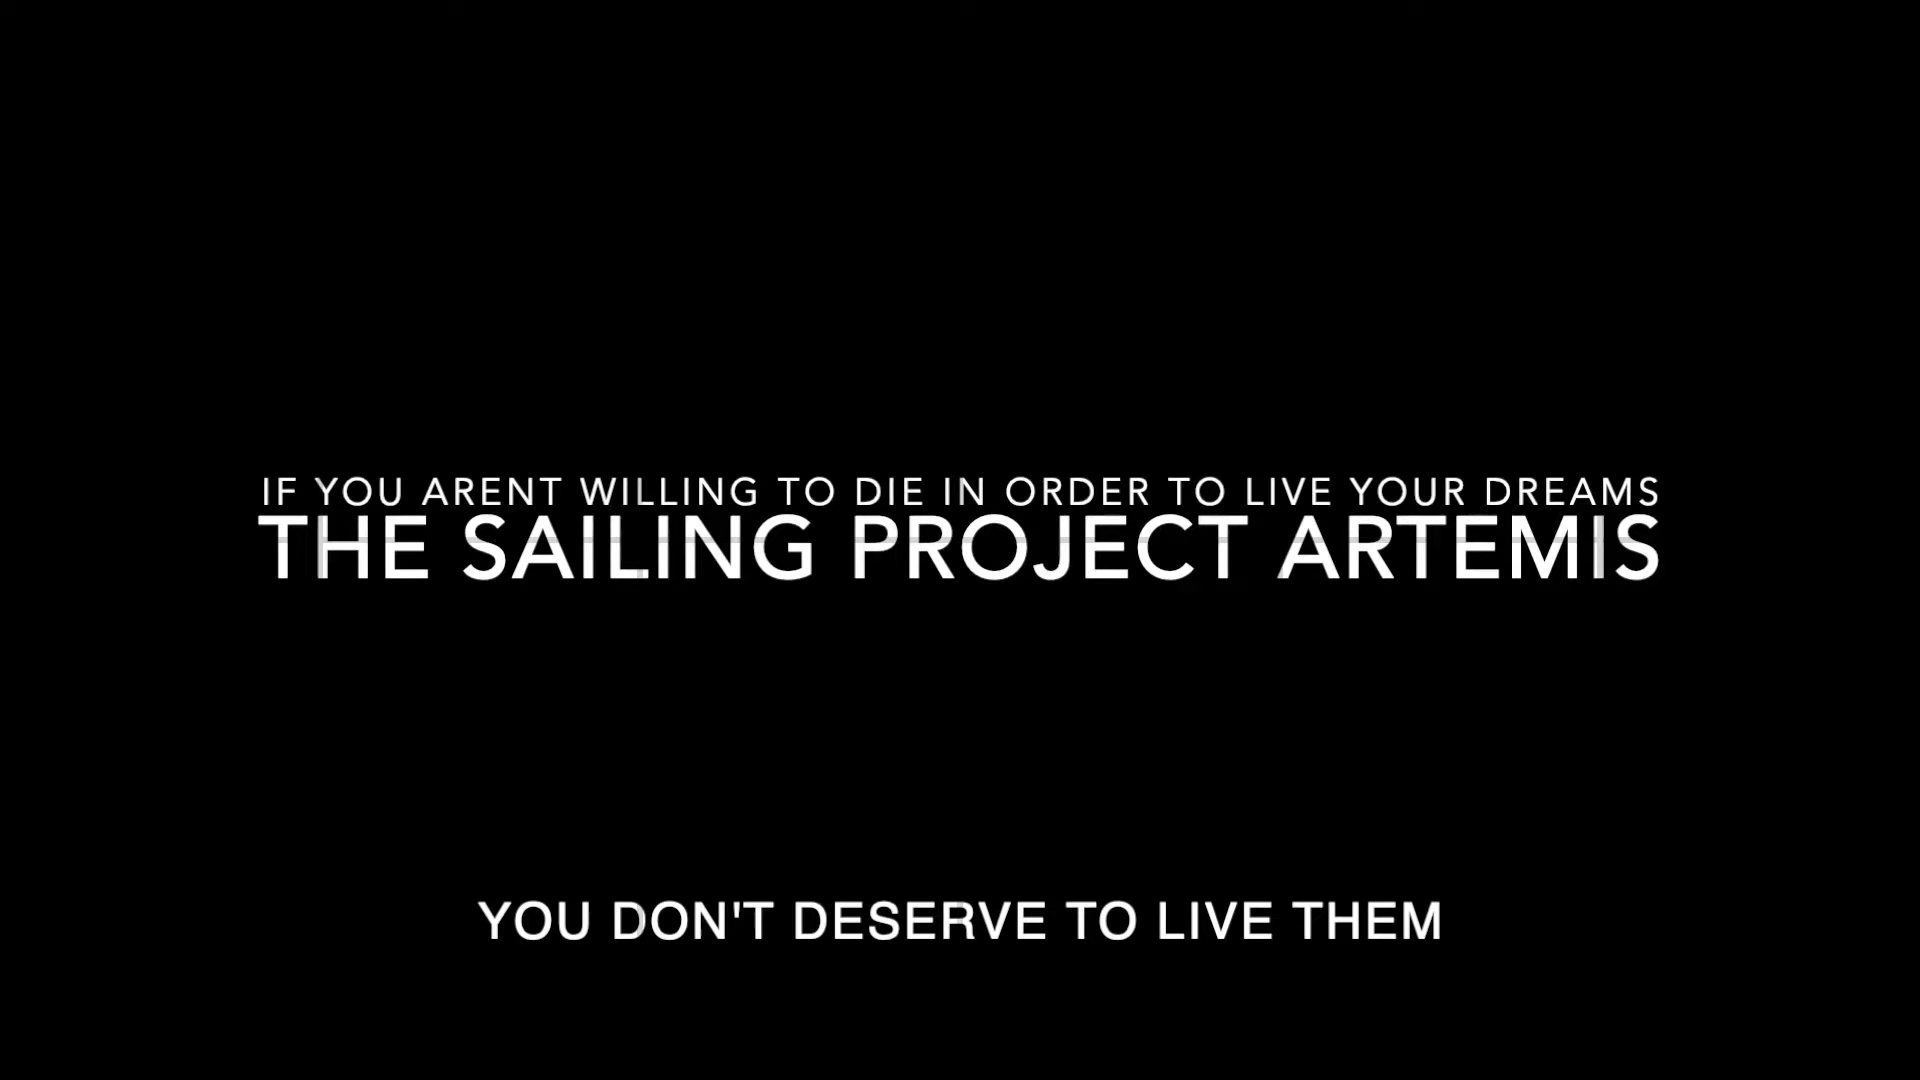 IF YOU ARENT WILLING TO DIE IN ORDER TO LIVE YOUR DREAMS
THE SAILING PROJECT ARTEMIS
YOU DON'T DESERVE TO LIVE THEM